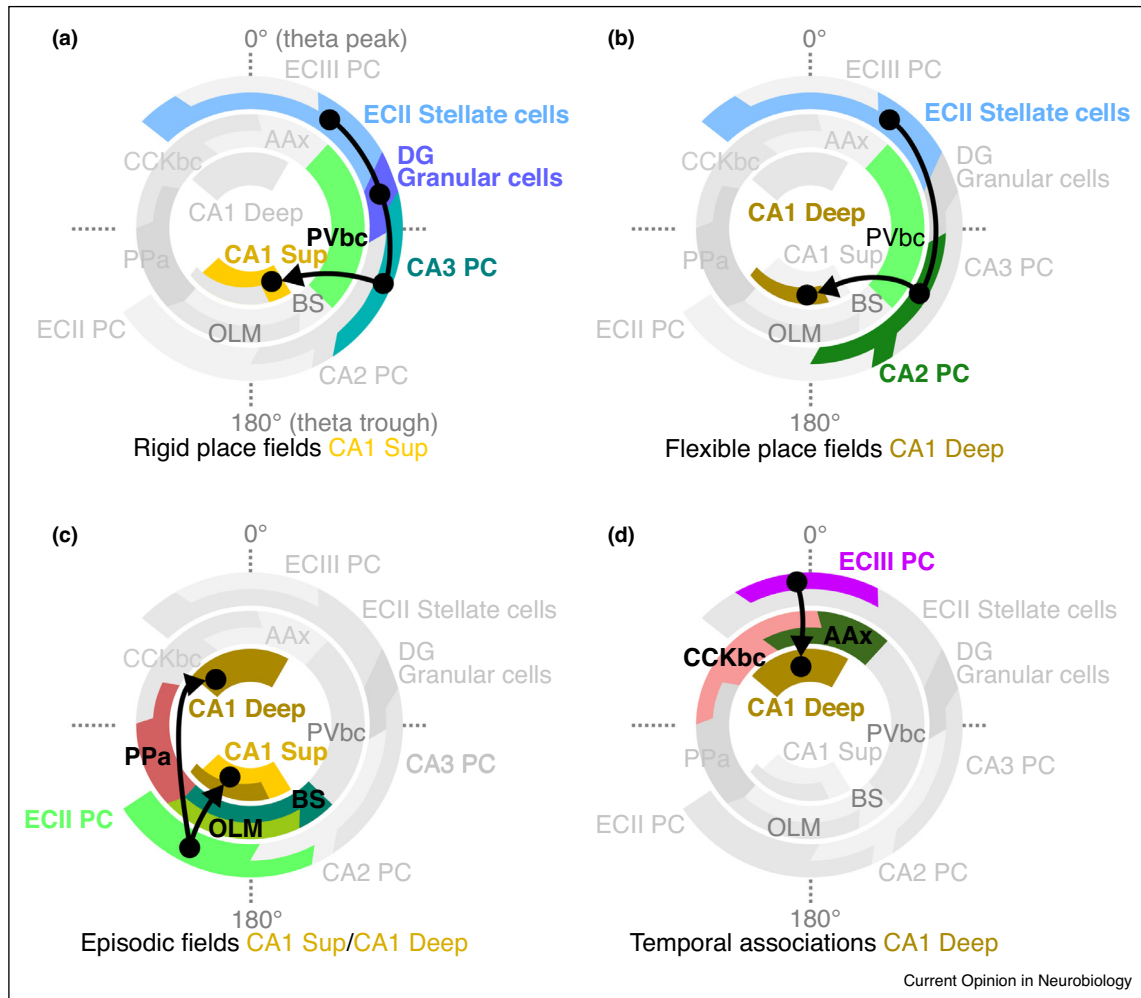 (a)
0° (theta peak)
ECIII PC
ECII Stellate cells
DG
Granular cells
AAx
CCKbc
CA1 Deep
PVbc
CA1 Sup
PPa
CA3 PC
BS
OLM
ECII PC
CA2 PC
180° (theta trough)
Rigid place fields CA1 Sup
(b)
0°
ECIII PC
ECII Stellate cells
DG
Granular cells
AAx
CCKbc
CA1 Deep
PVbc
CA1 Sup
PPa
CA3 PC
BS
OLM
ECII PC
CA2 PC
180°
Flexible place fields CA1 Deep
(c)
0°
ECIII PC
ECII Stellate cells
AAx
CCKbc
DG
Granular cells
CA1 Deep
PVbc
CA1 Sup
PPa
CA3 PC
BS
ECII PC
OLM
CA2 PC
180°
Episodic fields CA1 Sup/CA1 Deep
(d)
0°
ECIII PC
ECII Stellate cells
AAx
CCKbc
DG
Granular cells
CA1 Deep
PVbc
CA1 Sup
PPa
CA3 PC
BS
ECII PC
OLM
CA2 PC
180°
Temporal associations CA1 Deep
Current Opinion in Neurobiology